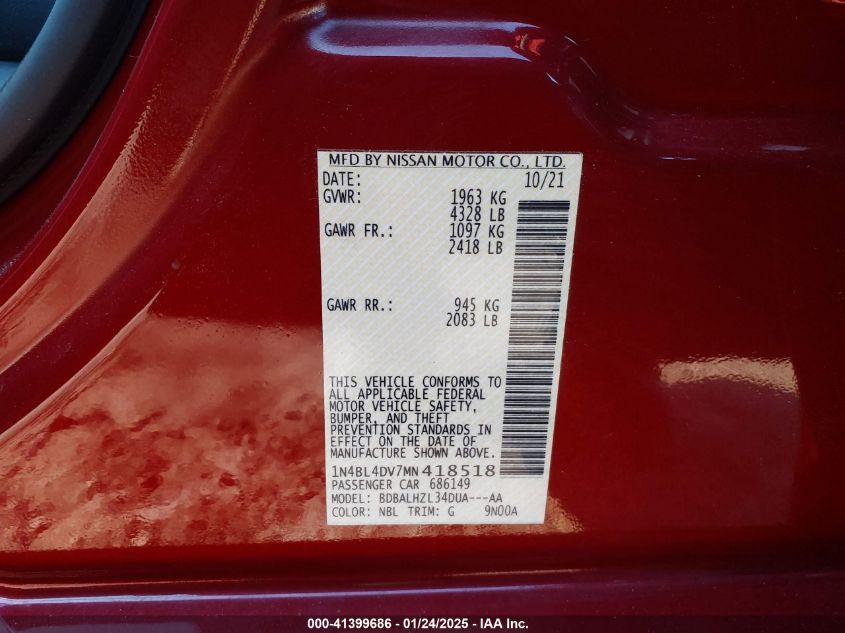 MFD BY NISSAN MOTOR CO., LTD.
DATE: 10/21
GVWR: 1963 KG
4328 LB
GAWR FR.: 1097 KG
2418 LB
GAWR RR.: 945 KG
2083 LB
THIS VEHICLE CONFORMS TO
ALL APPLICABLE FEDERAL
MOTOR VEHICLE SAFETY,
BUMPER, AND THEFT
PREVENTION STANDARDS IN
EFFECT ON THE DATE OF
MANUFACTURE SHOWN ABOVE.
1N4BL4DV7MN418518
PASSENGER CAR 686149
MODEL: BDBALHZL34DUA---AA
COLOR: NBL TRIM: G 9N00A
000-41399686 - 01/24/2025 - IAA Inc.